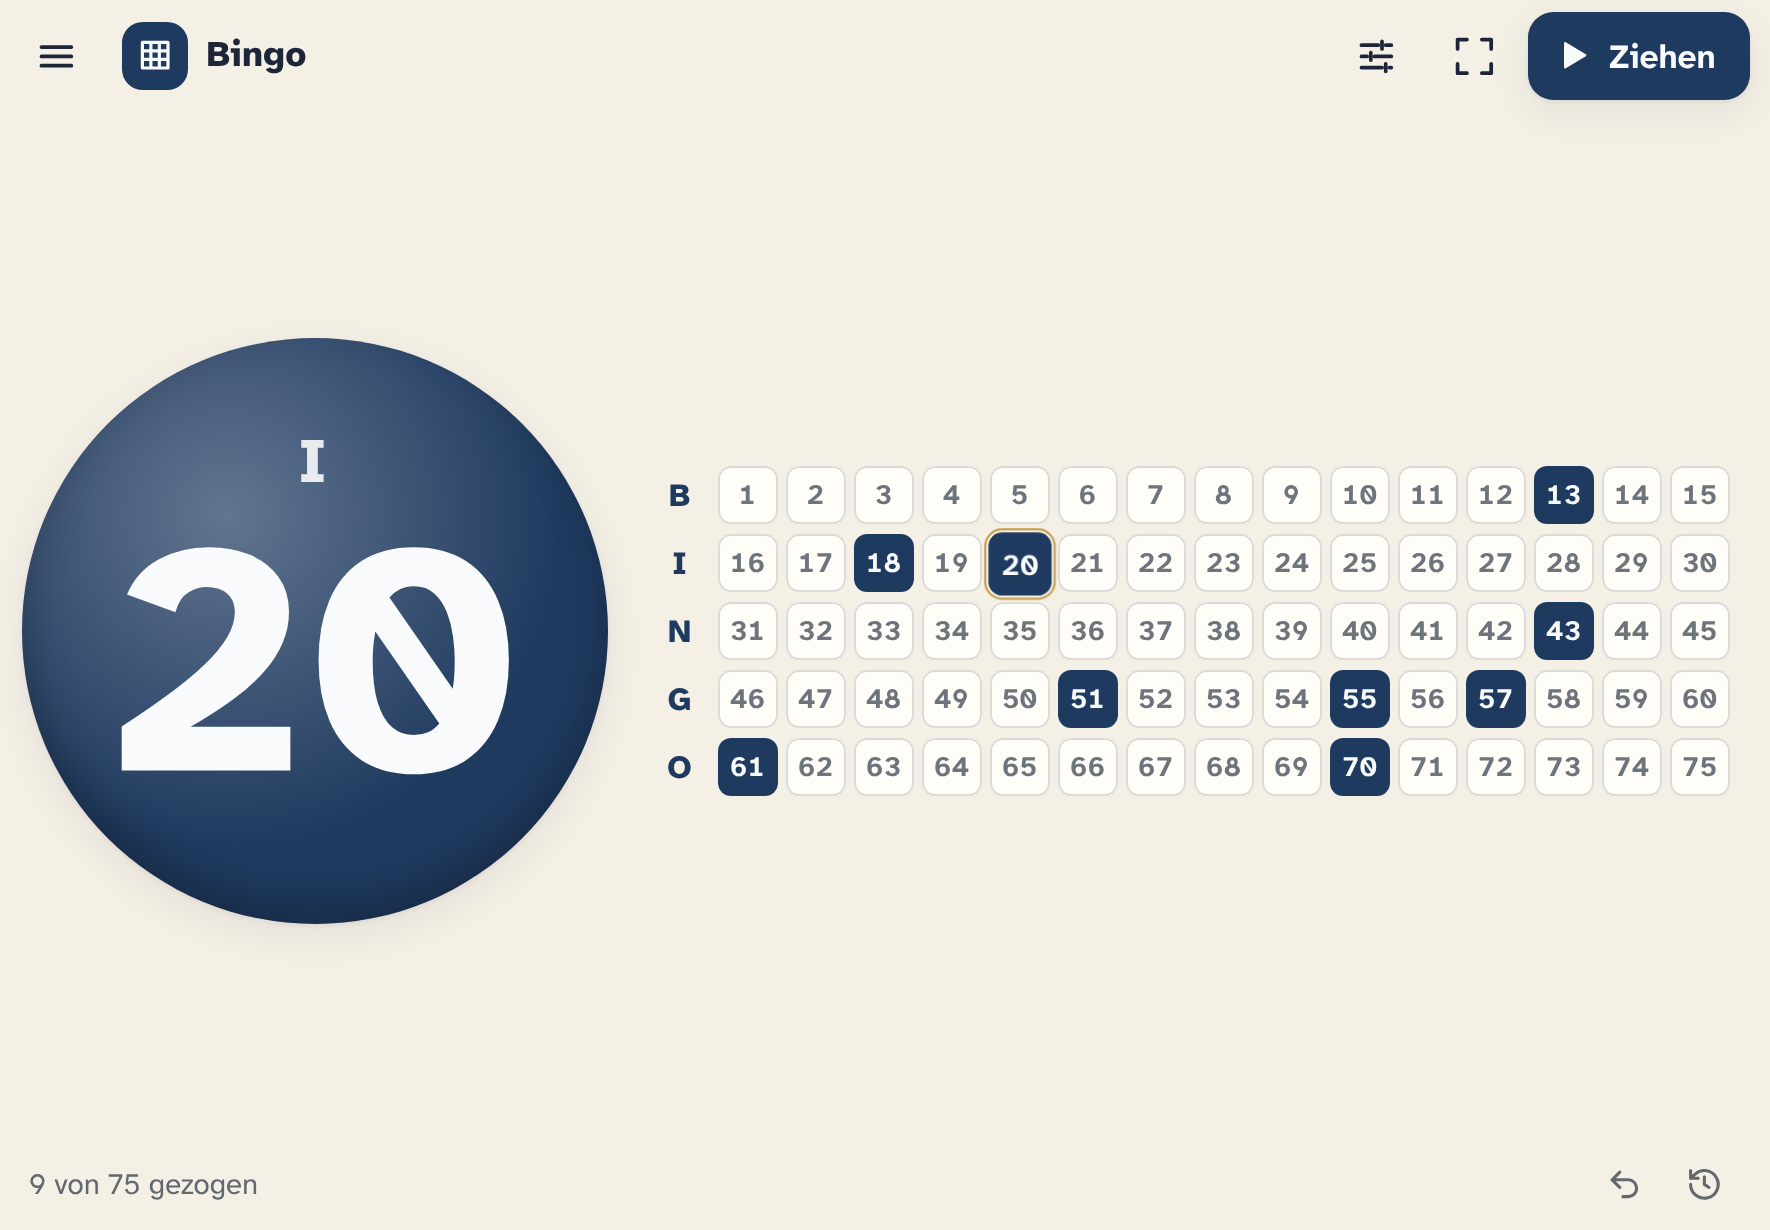 Bingo
Ziehen
I
20
B 1 2 3 4 5 6 7 8 9 10 11 12 13 14 15
I 16 17 18 19 20 21 22 23 24 25 26 27 28 29 30
N 31 32 33 34 35 36 37 38 39 40 41 42 43 44 45
G 46 47 48 49 50 51 52 53 54 55 56 57 58 59 60
O 61 62 63 64 65 66 67 68 69 70 71 72 73 74 75
9 von 75 gezogen